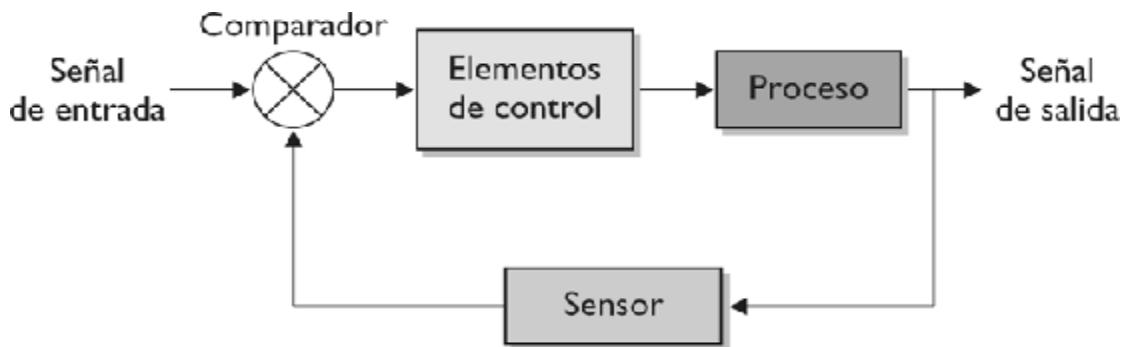 Comparador
Señal
de entrada
Elementos
de control
Proceso
Señal
de salida
Sensor